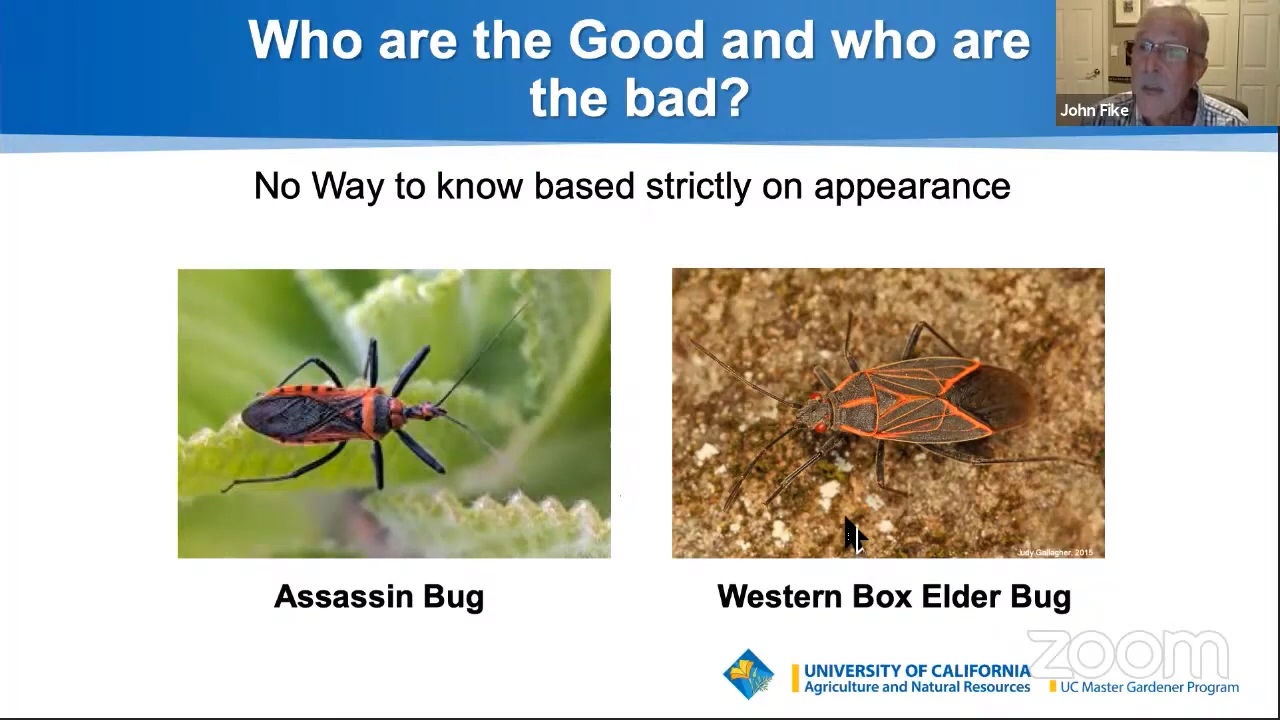 Who are the Good and who are
the bad?
John Fike
No Way to know based strictly on appearance
Judy Gallagher, 2015
Assassin Bug
Western Box Elder Bug
zoom
UNIVERSITY OF CALIFORNIA
Agriculture and Natural Resources
UC Master Gardener Program